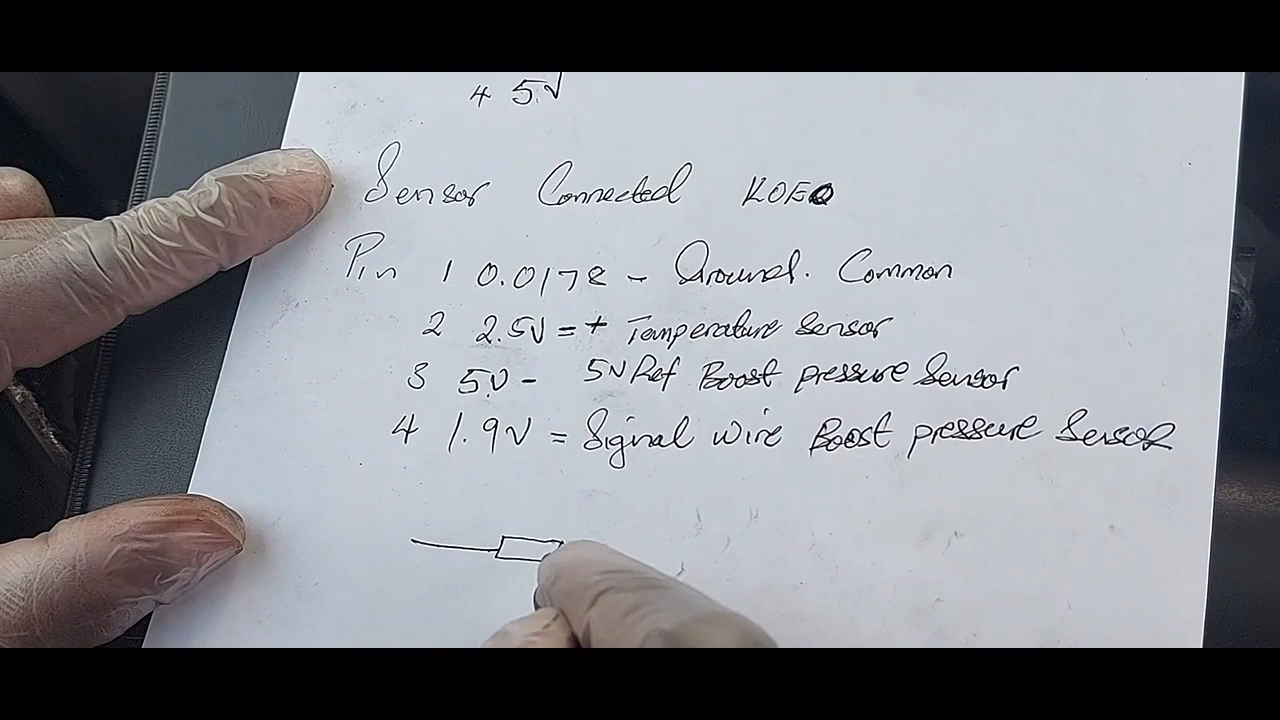 4 5.V
Sensor Connected KOEO
Pin 1 0.0178 - Ground. Common
2 2.5V = + Temperature Sensor
3 5.V - 5V Ref Boost pressure Sensor
4 1.9V = Signal wire Boost pressure Sensor